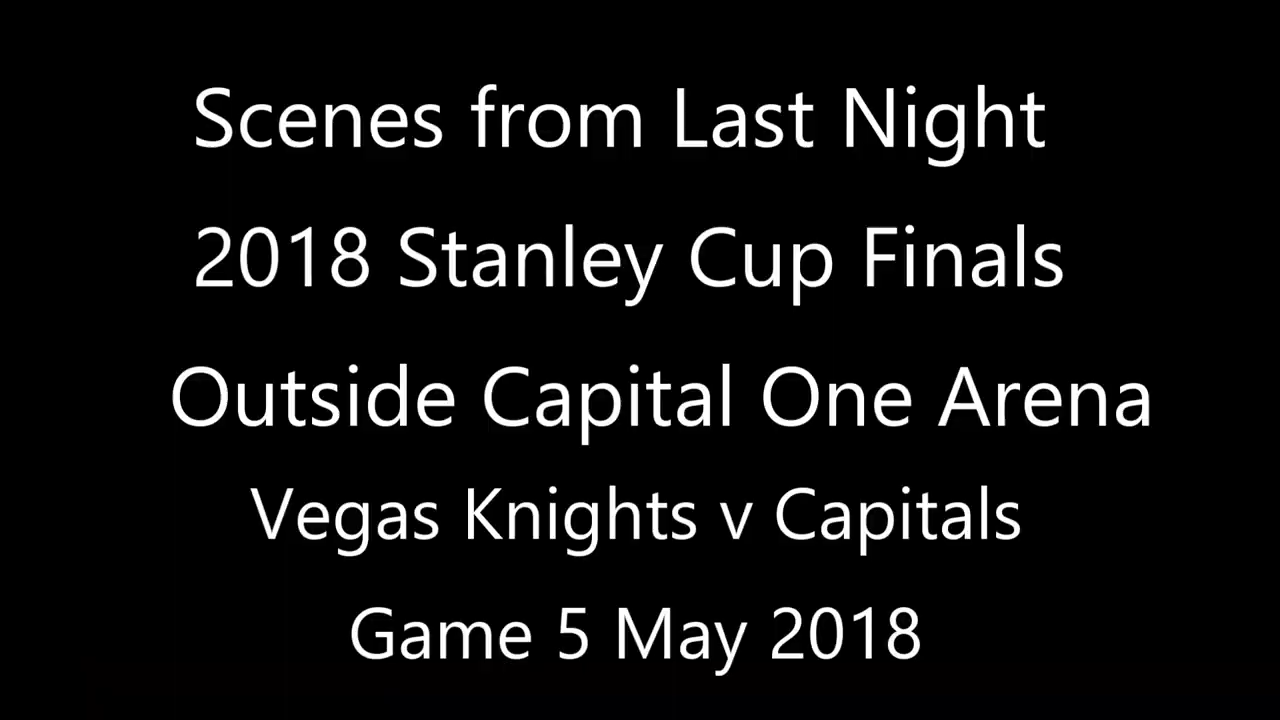 Scenes from Last Night
2018 Stanley Cup Finals
Outside Capital One Arena
Vegas Knights v Capitals
Game 5 May 2018